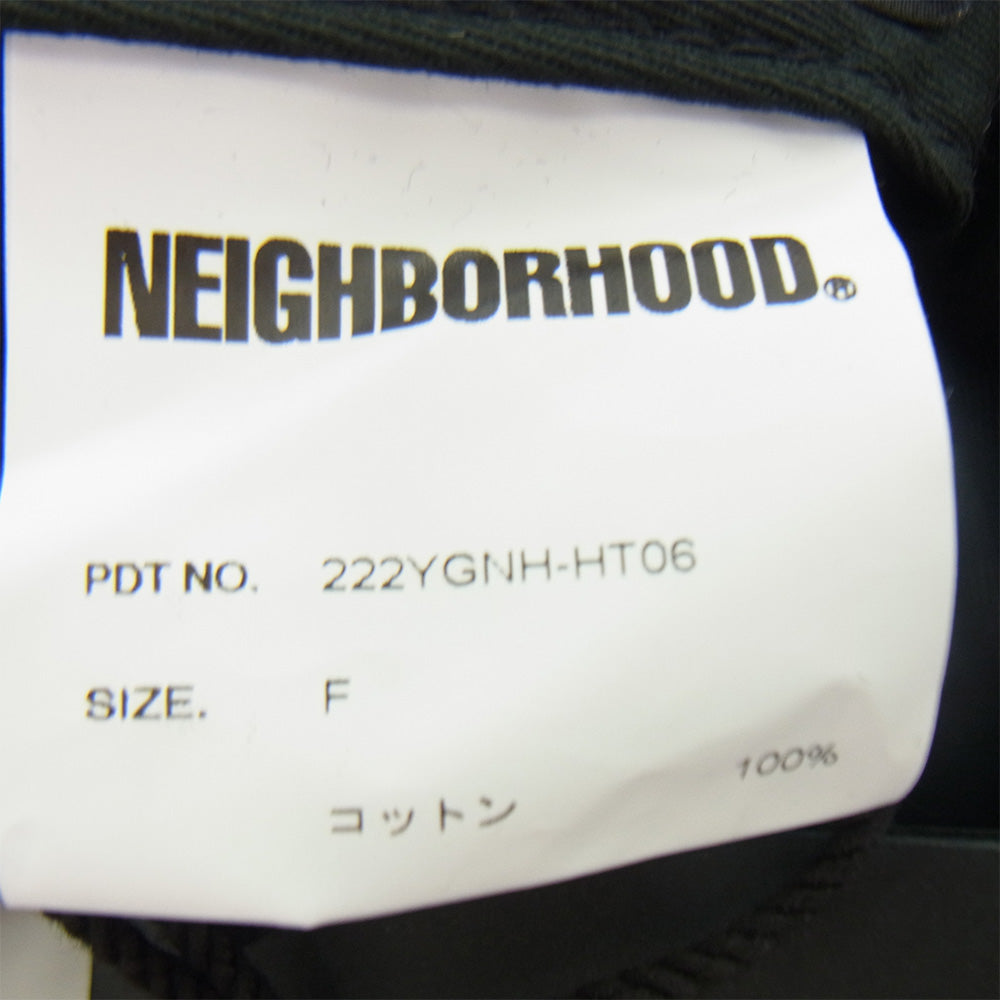 NEIGHBORHOOD®
PDT NO. 222YGNH-HT06
SIZE. F
コットン 100%